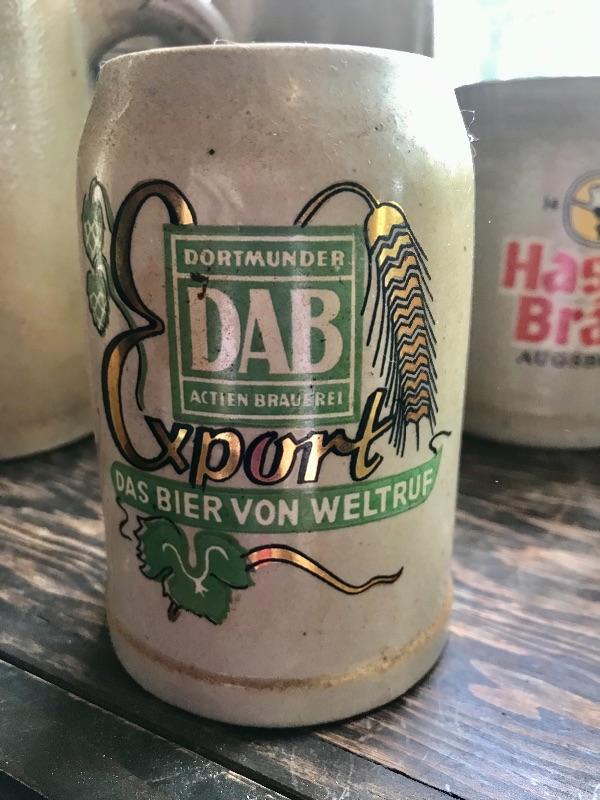 DORTMUNDER
DAB
ACTIEN BRAUEREI
Export
DAS BIER VON WELTRUF